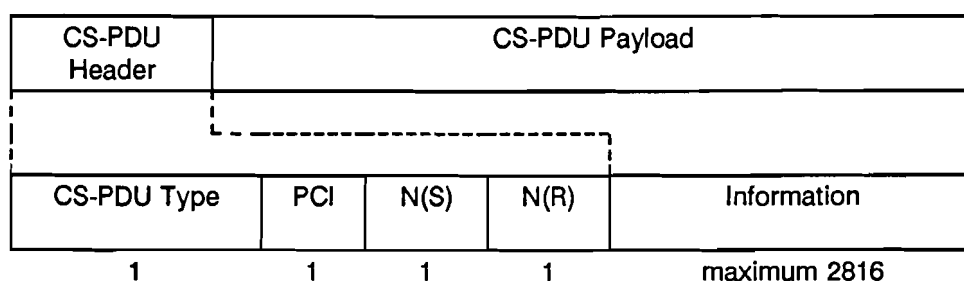 CS-PDU Header CS-PDU Payload
CS-PDU Type PCI N(S) N(R) Information
1 1 1 1 maximum 2816